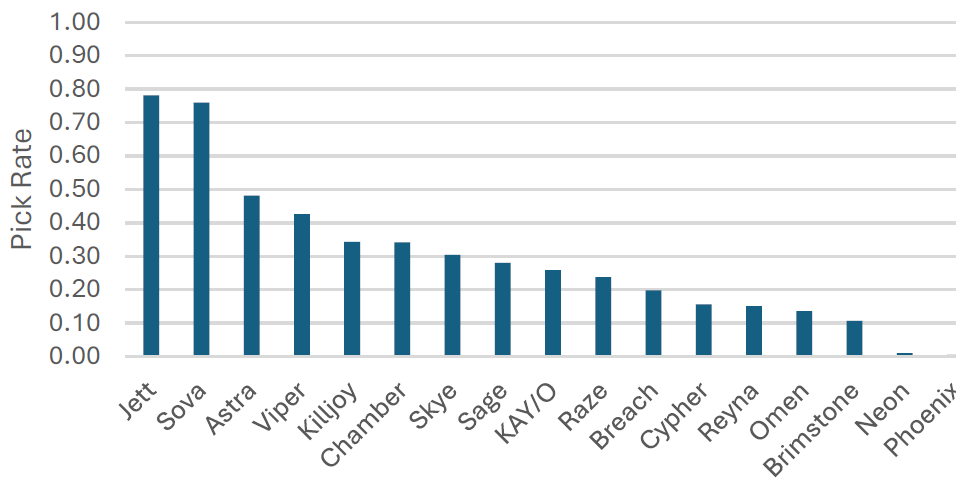 1.00
0.90
0.80
0.70
0.60
0.50
0.40
0.30
0.20
0.10
0.00
Pick Rate
Jett
Sova
Astra
Viper
Killjoy
Chamber
Skye
Sage
KAY/O
Raze
Breach
Cypher
Reyna
Omen
Brimstone
Neon
Phoenix